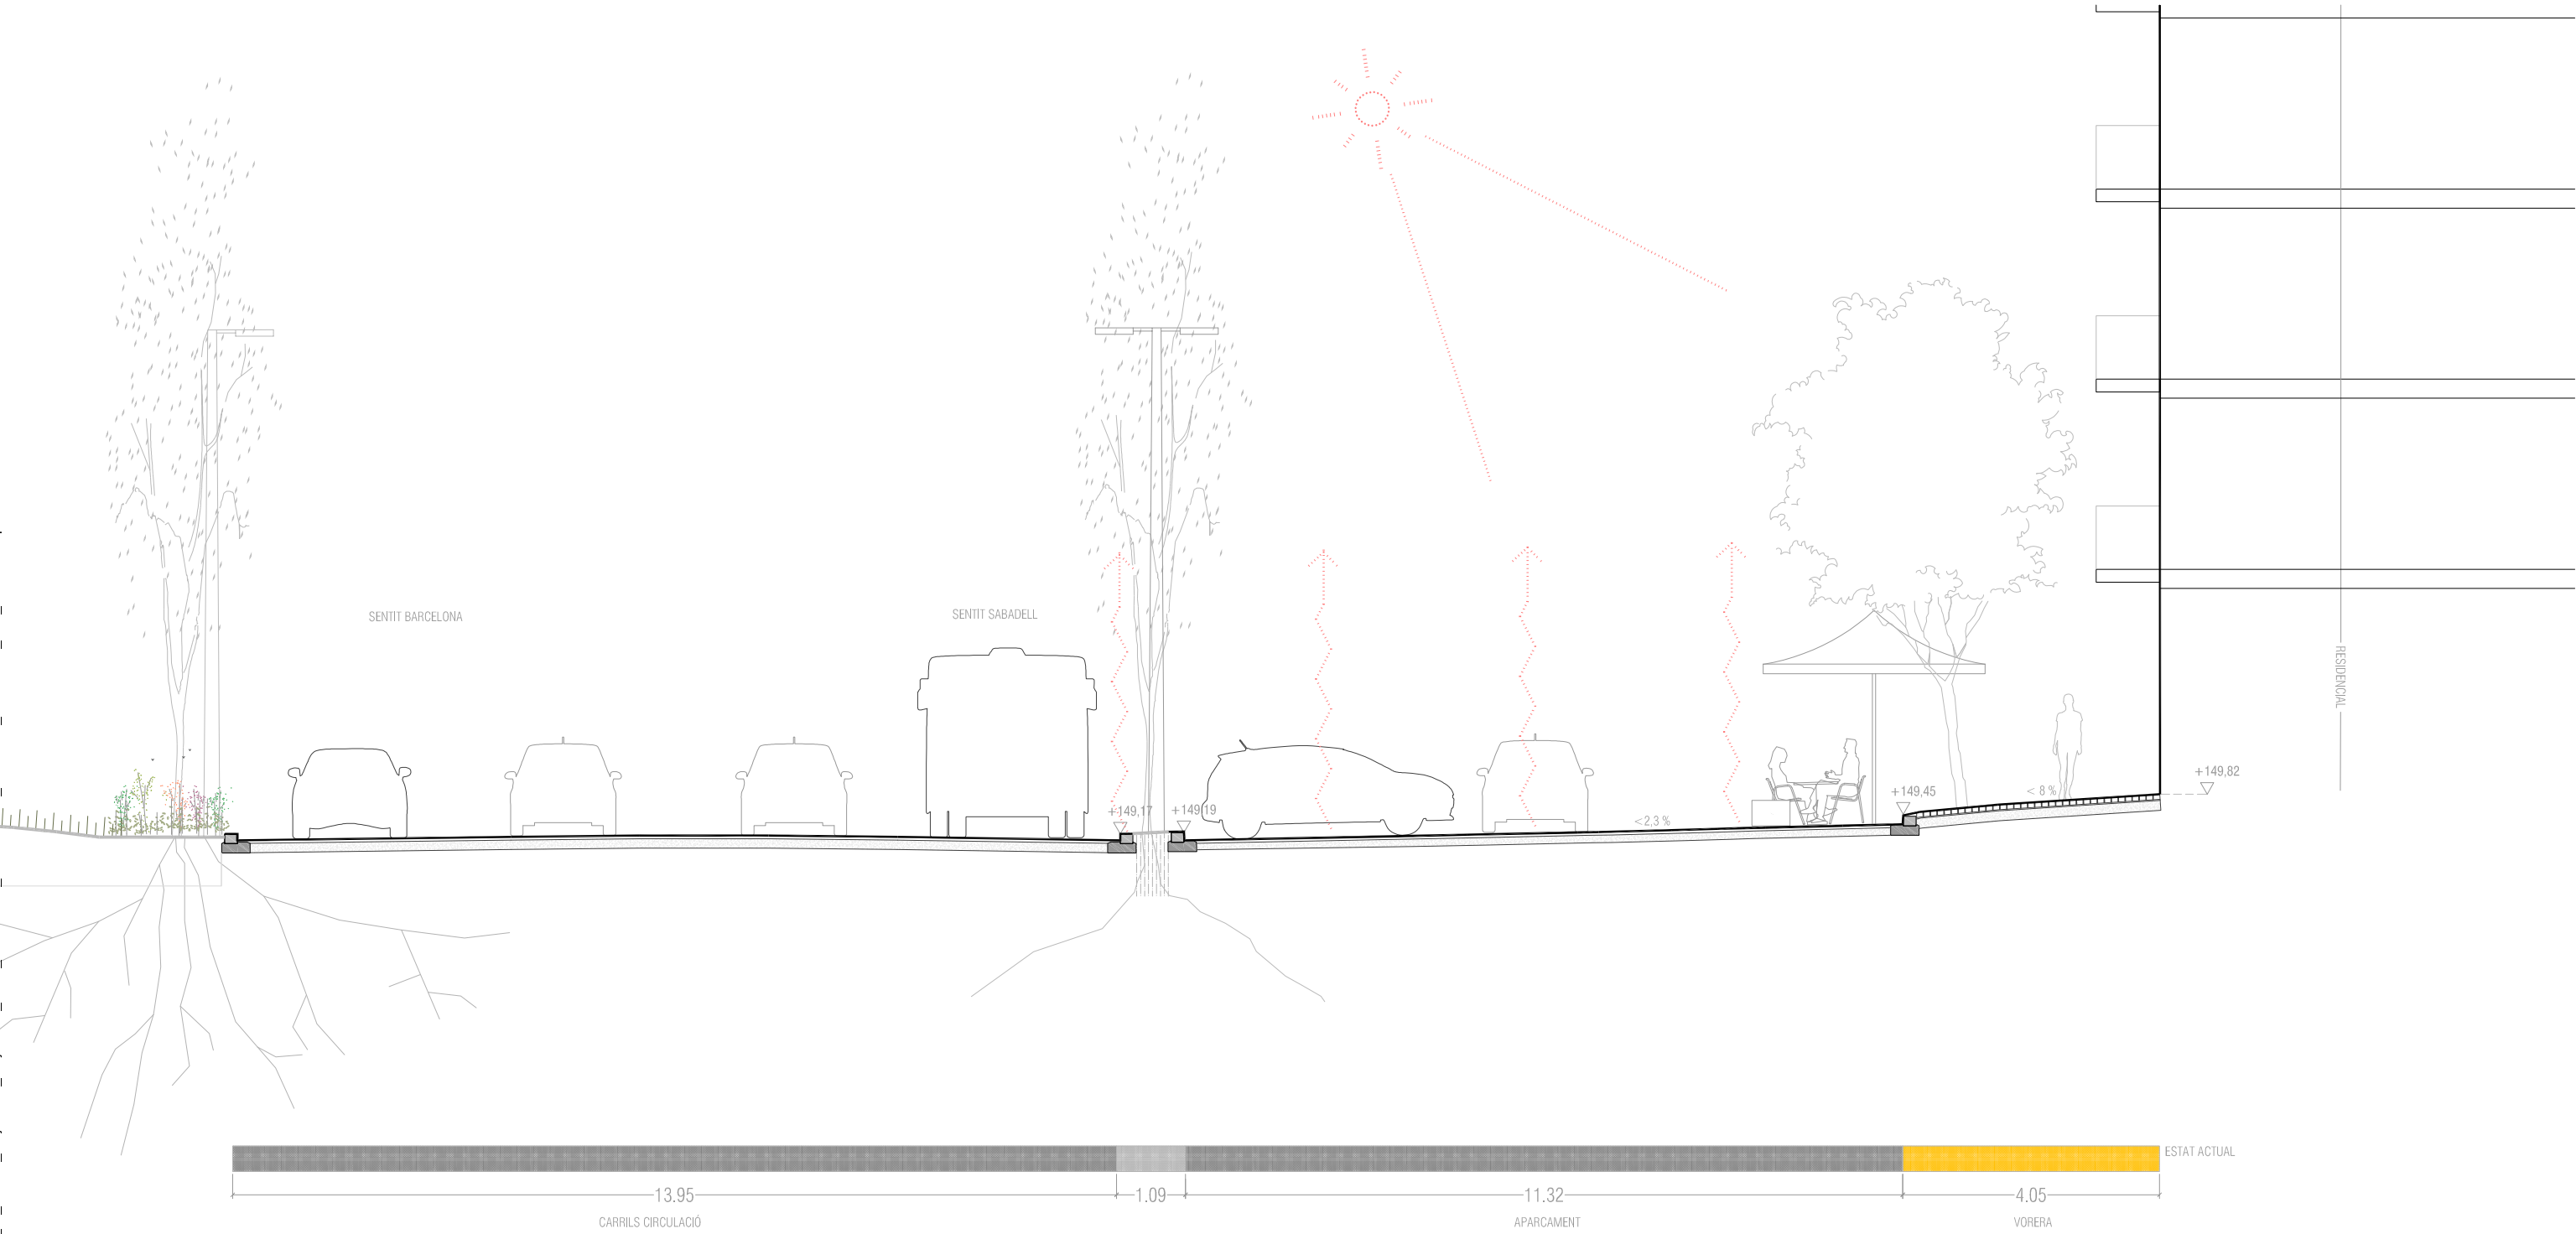 SENTIT BARCELONA
SENTIT SABADELL
RESIDENCIAL
+149,17
+149,19
<2,3 %
+149,45
< 8 %
+149,82
ESTAT ACTUAL
13.95
1.09
11.32
4.05
CARRILS CIRCULACIÓ
APARCAMENT
VORERA